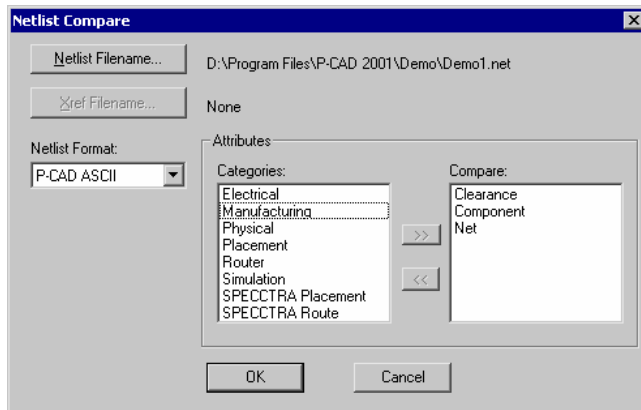 Netlist Compare
Netlist Filename...
D:\Program Files\P-CAD 2001\Demo\Demo1.net
Xref Filename...
None
Netlist Format:
P-CAD ASCII
Attributes
Categories:
Electrical
Manufacturing
Physical
Placement
Router
Simulation
SPECCTRA Placement
SPECCTRA Route
>>
<<
Compare:
Clearance
Component
Net
OK
Cancel